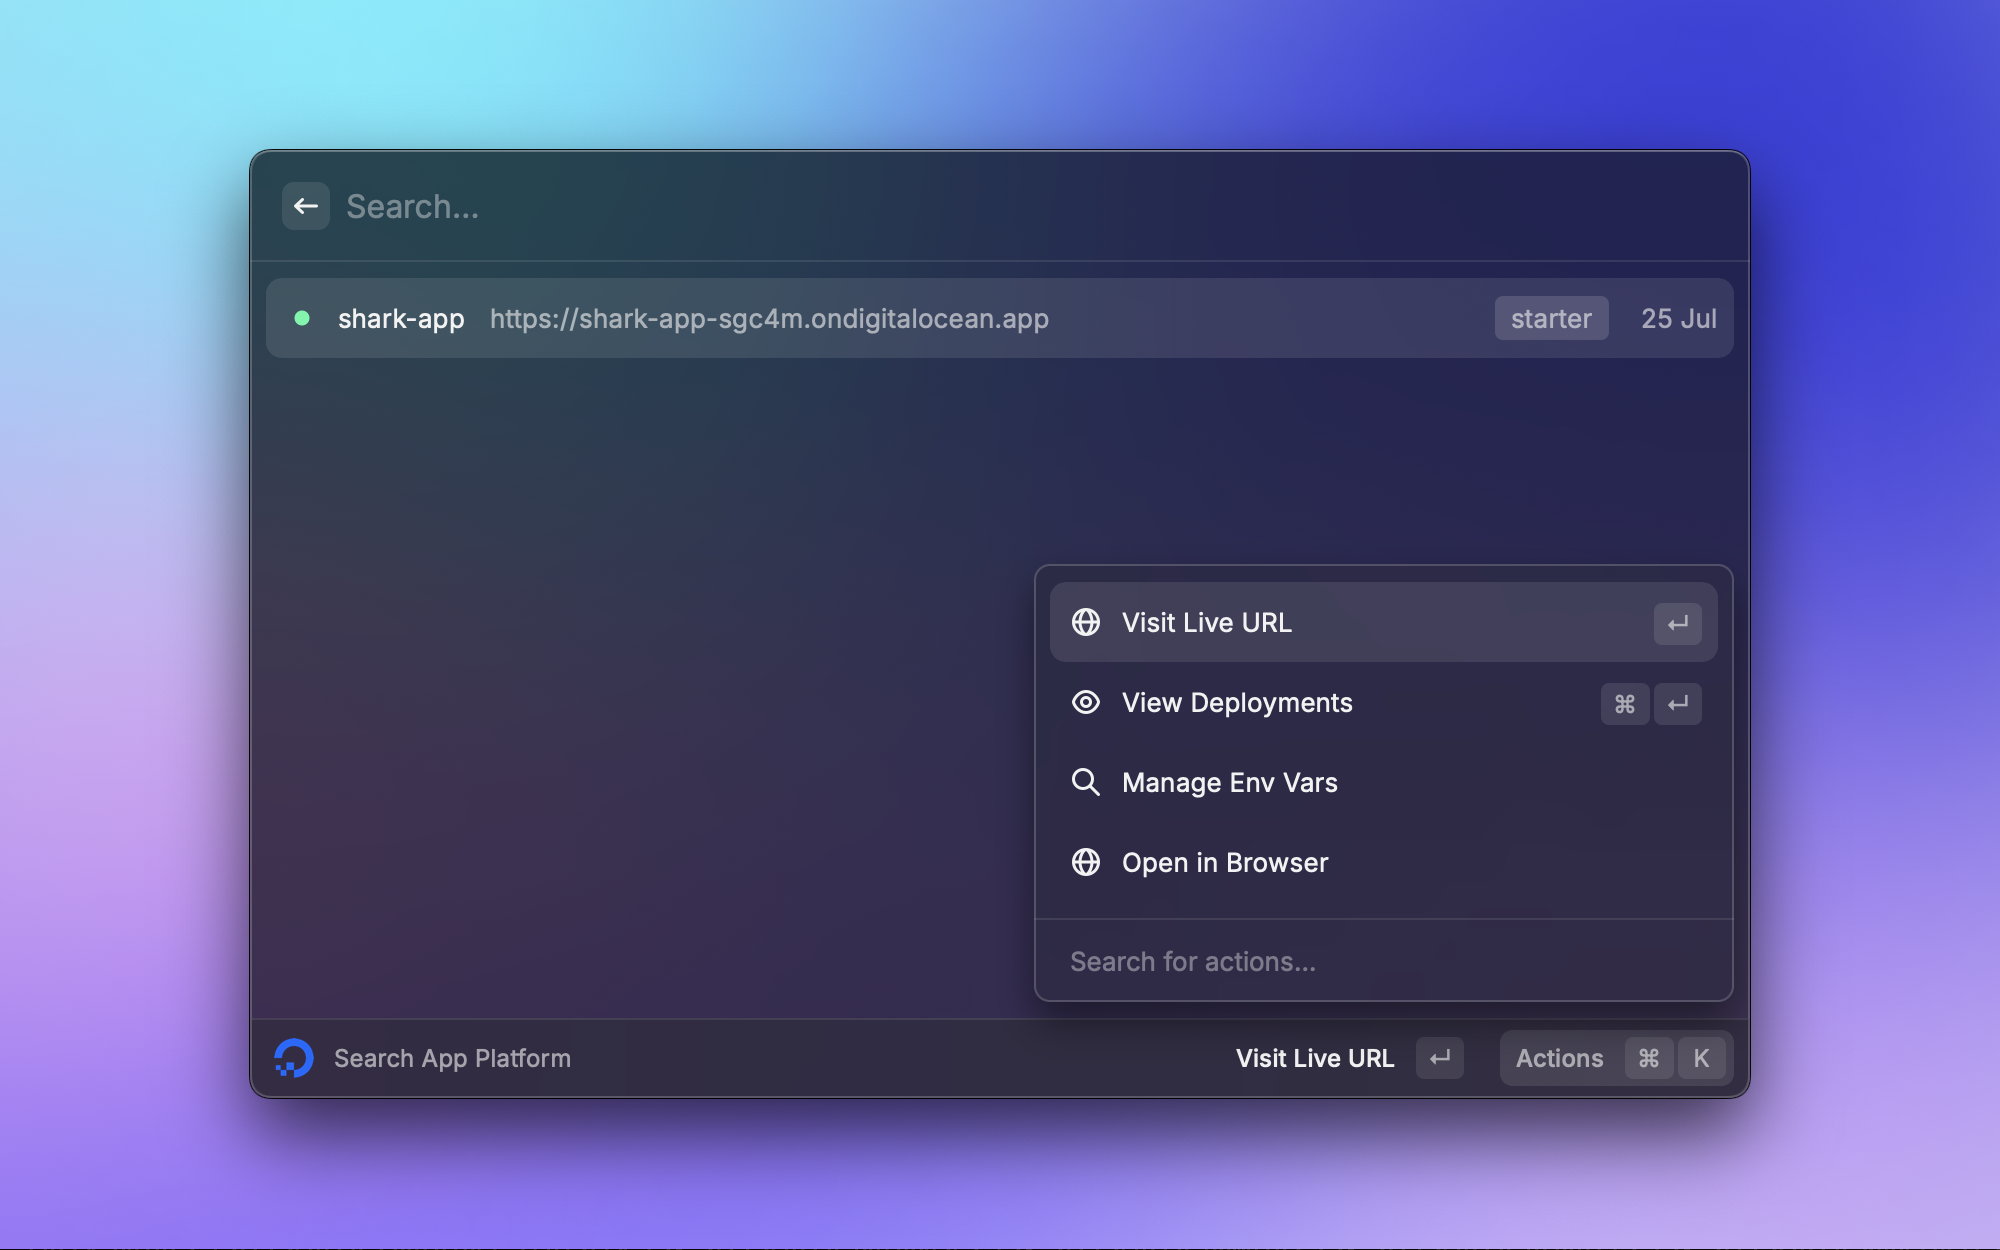 Search...
shark-app https://shark-app-sgc4m.ondigitalocean.app starter 25 Jul
Visit Live URL ↵
View Deployments ⌘ ↵
Manage Env Vars
Open in Browser
Search for actions...
Search App Platform Visit Live URL ↵ Actions ⌘ K